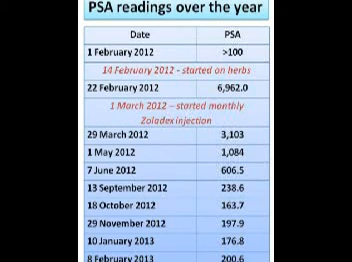 PSA readings over the year
Date PSA
1 February 2012 >100
14 February 2012 - started on herbs
22 February 2012 6,962.0
1 March 2012 – started monthly
Zoladex injection
29 March 2012 3,103
1 May 2012 1,084
7 June 2012 606.5
13 September 2012 238.6
18 October 2012 163.7
29 November 2012 197.9
10 January 2013 176.8
8 February 2013 200.6